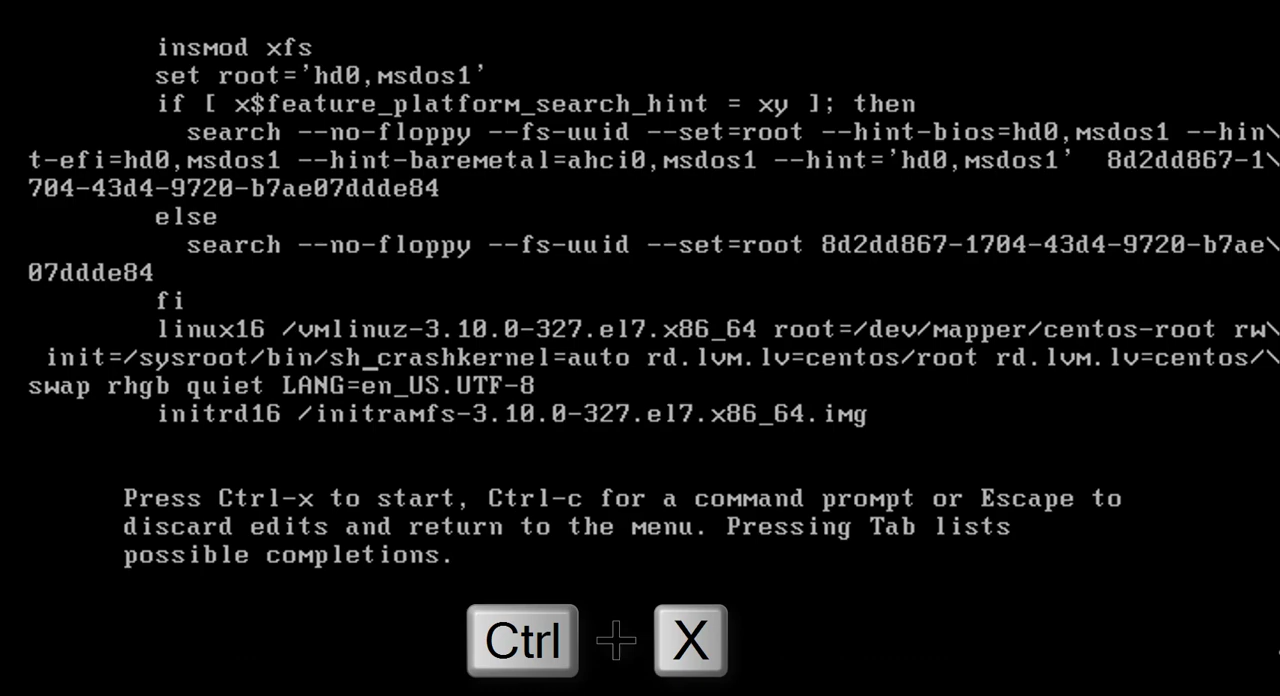 insmod xfs
set root='hd0,msdos1'
if [ x$feature_platform_search_hint = xy ]; then
search --no-floppy --fs-uuid --set=root --hint-bios=hd0,msdos1 --hin\
t-efi=hd0,msdos1 --hint-baremetal=ahci0,msdos1 --hint='hd0,msdos1'  8d2dd867-1\
704-43d4-9720-b7ae07ddde84
else
search --no-floppy --fs-uuid --set=root 8d2dd867-1704-43d4-9720-b7ae\
07ddde84
fi
linux16 /vmlinuz-3.10.0-327.el7.x86_64 root=/dev/mapper/centos-root rw\
init=/sysroot/bin/sh_crashkernel=auto rd.lvm.lv=centos/root rd.lvm.lv=centos/\
swap rhgb quiet LANG=en_US.UTF-8
initrd16 /initramfs-3.10.0-327.el7.x86_64.img
Press Ctrl-x to start, Ctrl-c for a command prompt or Escape to
discard edits and return to the menu. Pressing Tab lists
possible completions.
Ctrl + X